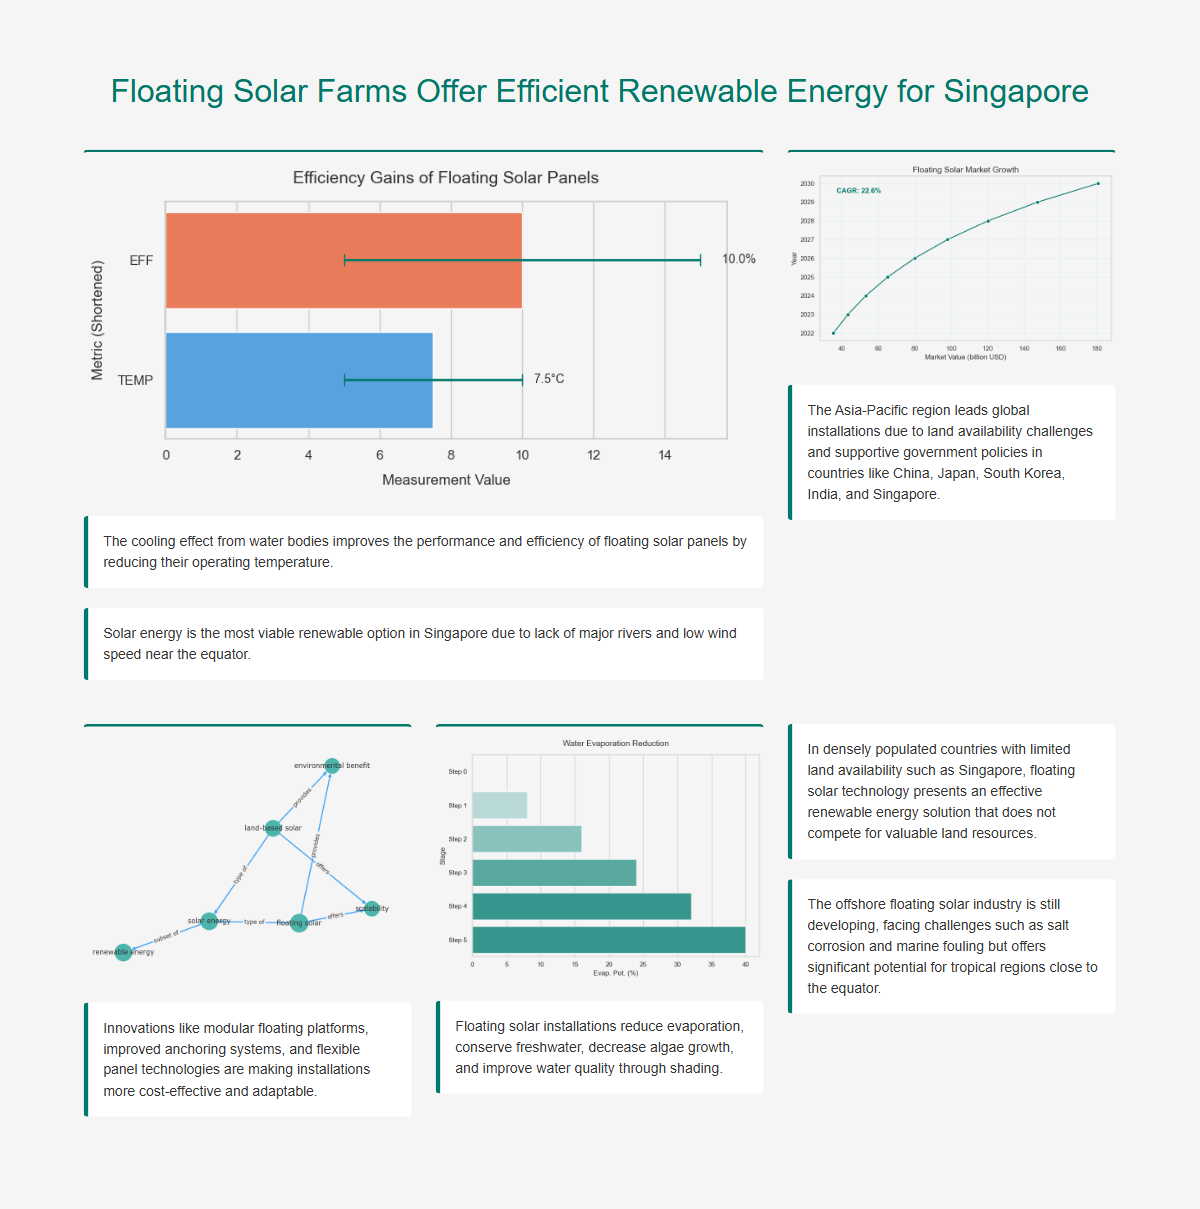 Floating Solar Farms Offer Efficient Renewable Energy for Singapore
Efficiency Gains of Floating Solar Panels
Metric (Shortened)
EFF
10.0%
TEMP
7.5°C
0 2 4 6 8 10 12 14
Measurement Value
The cooling effect from water bodies improves the performance and efficiency of floating solar panels by
reducing their operating temperature.
Solar energy is the most viable renewable option in Singapore due to lack of major rivers and low wind
speed near the equator.
Floating Solar Market Growth
CAGR: 22.6%
Year
2030
2029
2028
2027
2026
2025
2024
2023
2022
40 60 80 100 120 140 160 180
Market Value (billion USD)
The Asia-Pacific region leads global
installations due to land availability challenges
and supportive government policies in
countries like China, Japan, South Korea,
India, and Singapore.
environmental benefit
provides
land-based solar
provides
type of
offers
solar energy
type of
floating solar
offers
scalability
subset of
renewable energy
Innovations like modular floating platforms,
improved anchoring systems, and flexible
panel technologies are making installations
more cost-effective and adaptable.
Water Evaporation Reduction
Stage
Step 0
Step 1
Step 2
Step 3
Step 4
Step 5
0 5 10 15 20 25 30 35 40
Evap. Pot. (%)
Floating solar installations reduce evaporation,
conserve freshwater, decrease algae growth,
and improve water quality through shading.
In densely populated countries with limited
land availability such as Singapore, floating
solar technology presents an effective
renewable energy solution that does not
compete for valuable land resources.
The offshore floating solar industry is still
developing, facing challenges such as salt
corrosion and marine fouling but offers
significant potential for tropical regions close to
the equator.